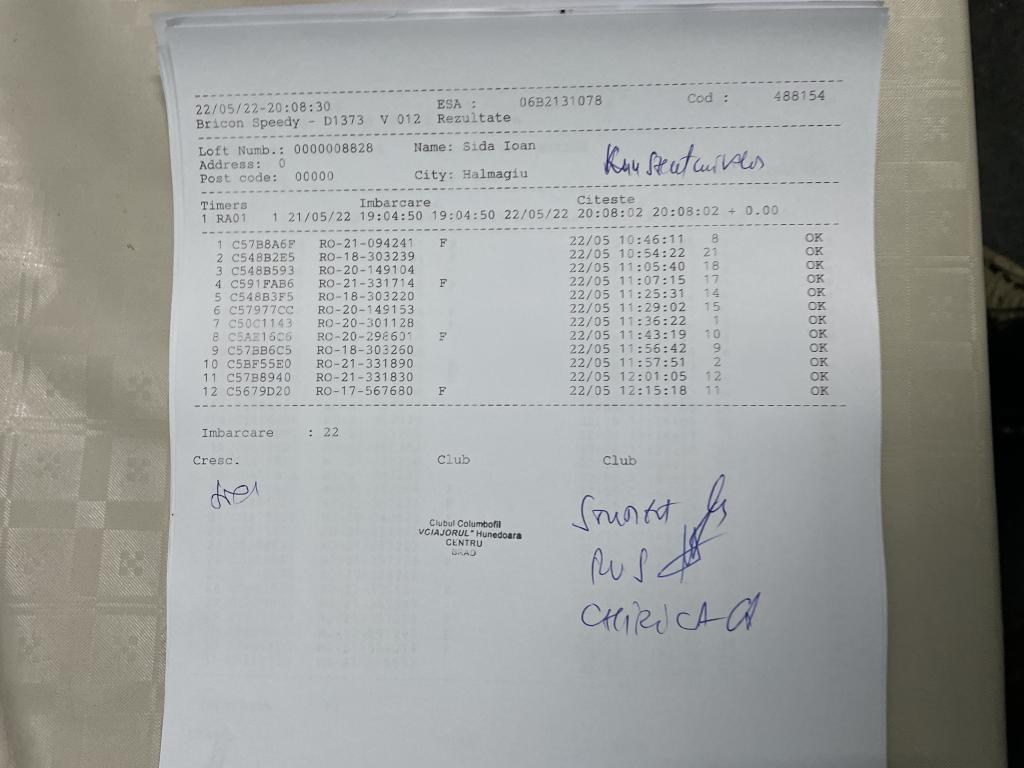 22/05/22-20:08:30 ESA : 06B2131078 Cod : 488154
Bricon Speedy - D1373 V 012 Rezultate
Loft Numb.: 0000008828 Name: Sida Ioan
Address: 0
Post code: 00000 City: Halmagiu
Timers Imbarcare Citeste
1 RA01 1 21/05/22 19:04:50 19:04:50 22/05/22 20:08:02 20:08:02 + 0.00
1 C57B8A6F RO-21-094241 F 22/05 10:46:11 8 OK
2 C548B2E5 RO-18-303239 22/05 10:54:22 21 OK
3 C548B593 RO-20-149104 22/05 11:05:40 18 OK
4 C591FAB6 RO-21-331714 F 22/05 11:07:15 17 OK
5 C548B3F5 RO-18-303220 22/05 11:25:31 14 OK
6 C57977CC RO-20-149153 22/05 11:29:02 15 OK
7 C50C1143 RO-20-301128 22/05 11:36:22 1 OK
8 C5AE16C6 RO-20-298601 F 22/05 11:43:19 10 OK
9 C57BB6C5 RO-18-303260 22/05 11:56:42 9 OK
10 C5BF55E0 RO-21-331890 22/05 11:57:51 2 OK
11 C57B8940 RO-21-331830 22/05 12:01:05 12 OK
12 C5679D20 RO-17-567680 F 22/05 12:15:18 11 OK
Imbarcare : 22
Cresc. Club Club
Clubul Columbofil
VCIAJORUL" Hunedoara
CENTRU
BRAD
RUS
CHIRICA